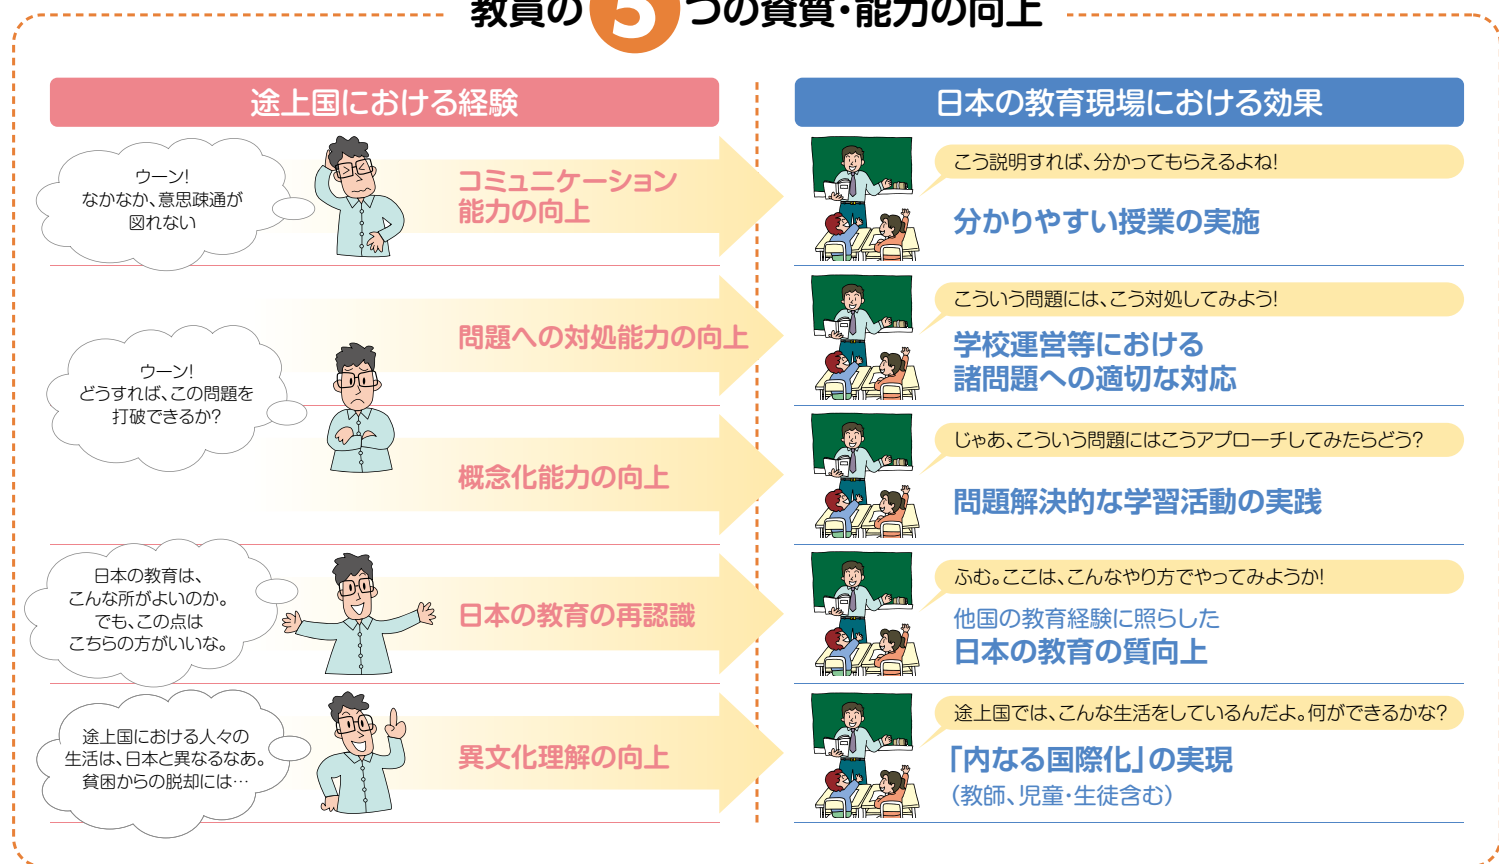 教員の5つの資質・能力の向上
途上国における経験
日本の教育現場における効果
ウーン!
なかなか、意思疎通が
図れない
コミュニケーション
能力の向上
こう説明すれば、分かってもらえるよね!
分かりやすい授業の実施
ウーン!
どうすれば、この問題を
打破できるか?
問題への対処能力の向上
こういう問題には、こう対処してみよう!
学校運営等における
諸問題への適切な対応
概念化能力の向上
じゃあ、こういう問題にはこうアプローチしてみたらどう?
問題解決的な学習活動の実践
日本の教育は、
こんな所がよいのか。
でも、この点は
こちらの方がいいな。
日本の教育の再認識
ふむ。ここは、こんなやり方でやってみようか!
他国の教育経験に照らした
日本の教育の質向上
途上国における人々の
生活は、日本と異なるなあ。
貧困からの脱却には…
異文化理解の向上
途上国では、こんな生活をしているんだよ。何ができるかな?
「内なる国際化」の実現
(教師、児童・生徒含む)